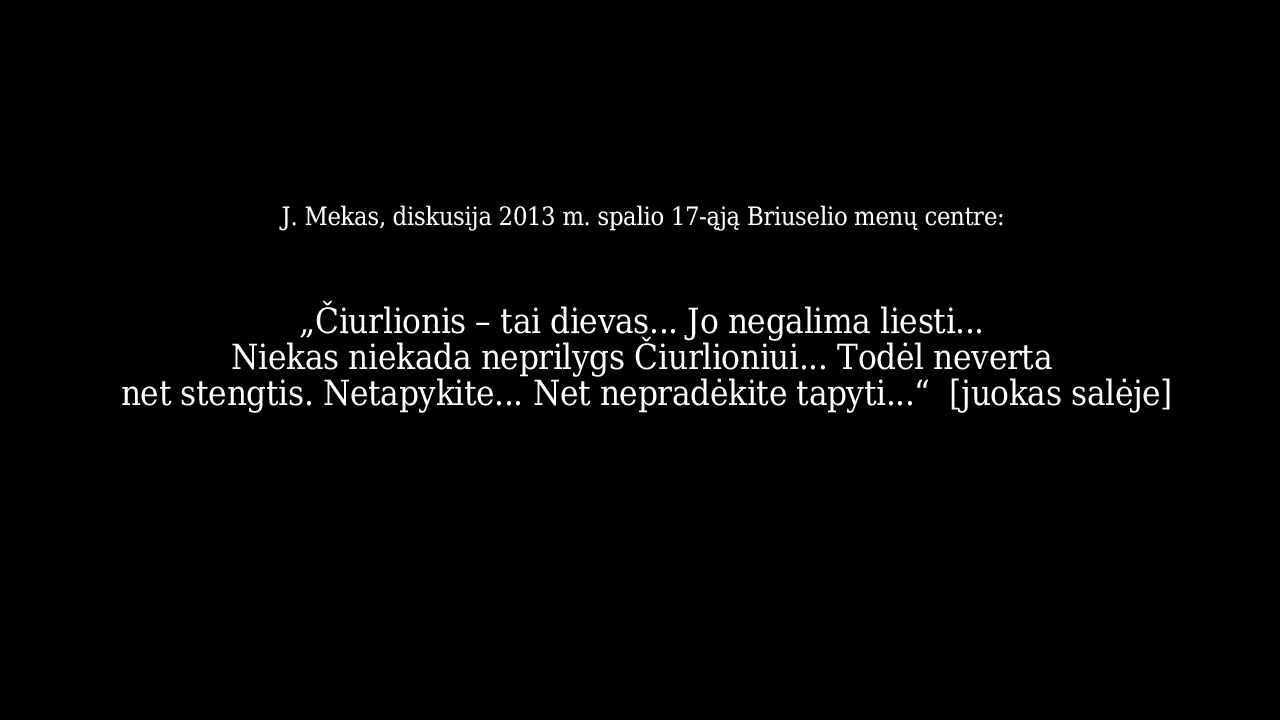 J. Mekas, diskusija 2013 m. spalio 17-ąją Briuselio menų centre:
„Čiurlionis – tai dievas... Jo negalima liesti...
Niekas niekada neprilygs Čiurlioniui... Todėl neverta
net stengtis. Netapykite... Net nepradėkite tapyti...“ [juokas salėje]